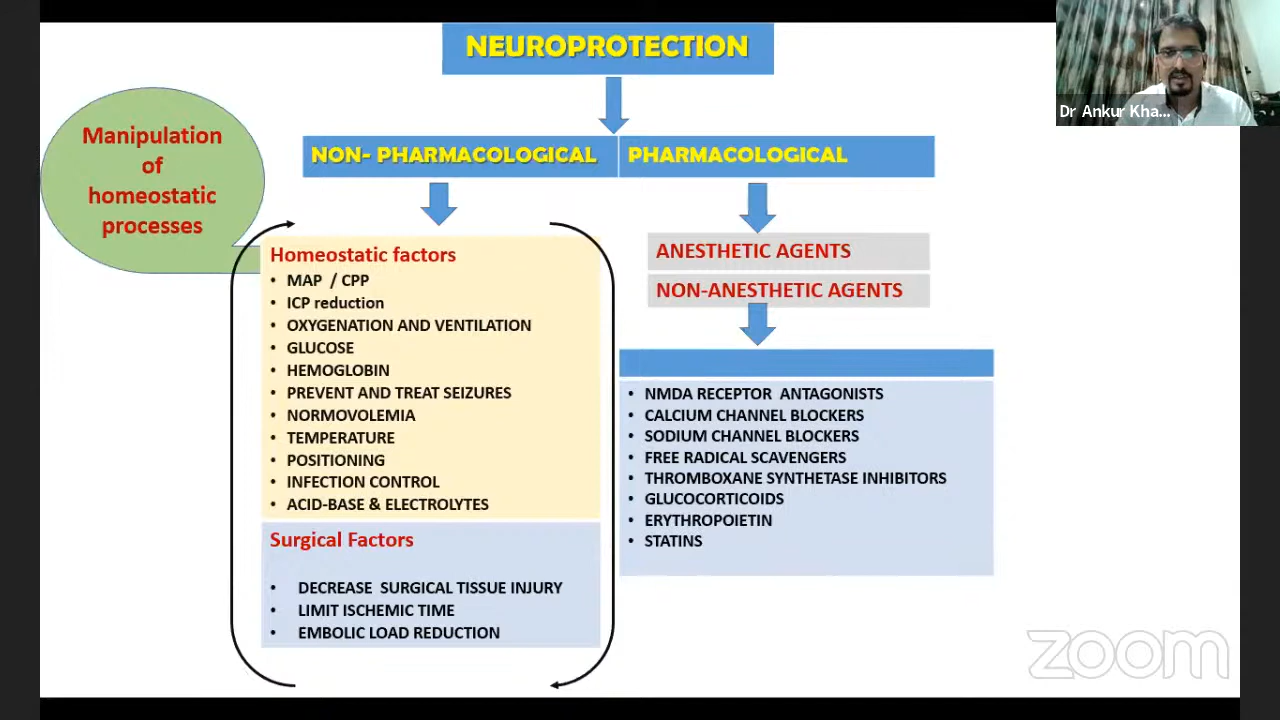 NEUROPROTECTION
Dr Ankur Kha...
Manipulation
of
homeostatic
processes
NON- PHARMACOLOGICAL
PHARMACOLOGICAL
Homeostatic factors
• MAP / CPP
• ICP reduction
• OXYGENATION AND VENTILATION
• GLUCOSE
• HEMOGLOBIN
• PREVENT AND TREAT SEIZURES
• NORMOVOLEMIA
• TEMPERATURE
• POSITIONING
• INFECTION CONTROL
• ACID-BASE & ELECTROLYTES
Surgical Factors
• DECREASE SURGICAL TISSUE INJURY
• LIMIT ISCHEMIC TIME
• EMBOLIC LOAD REDUCTION
ANESTHETIC AGENTS
NON-ANESTHETIC AGENTS
• NMDA RECEPTOR ANTAGONISTS
• CALCIUM CHANNEL BLOCKERS
• SODIUM CHANNEL BLOCKERS
• FREE RADICAL SCAVENGERS
• THROMBOXANE SYNTHETASE INHIBITORS
• GLUCOCORTICOIDS
• ERYTHROPOIETIN
• STATINS
zoom